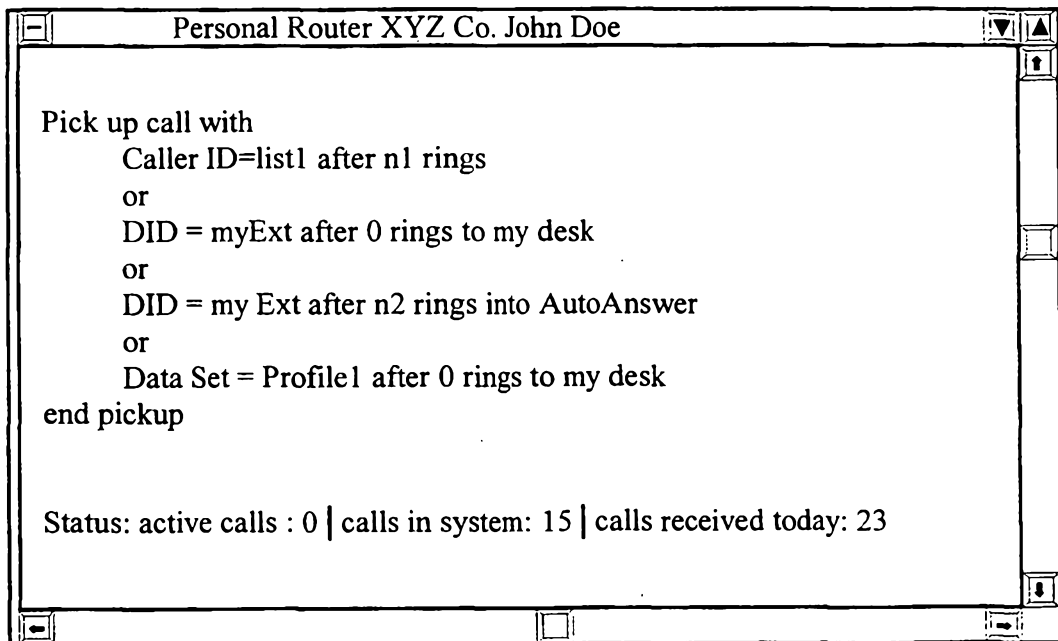 Personal Router XYZ Co. John Doe
Pick up call with
Caller ID=list1 after n1 rings
or
DID = myExt after 0 rings to my desk
or
DID = my Ext after n2 rings into AutoAnswer
or
Data Set = Profile1 after 0 rings to my desk
end pickup
Status: active calls : 0 | calls in system: 15 | calls received today: 23